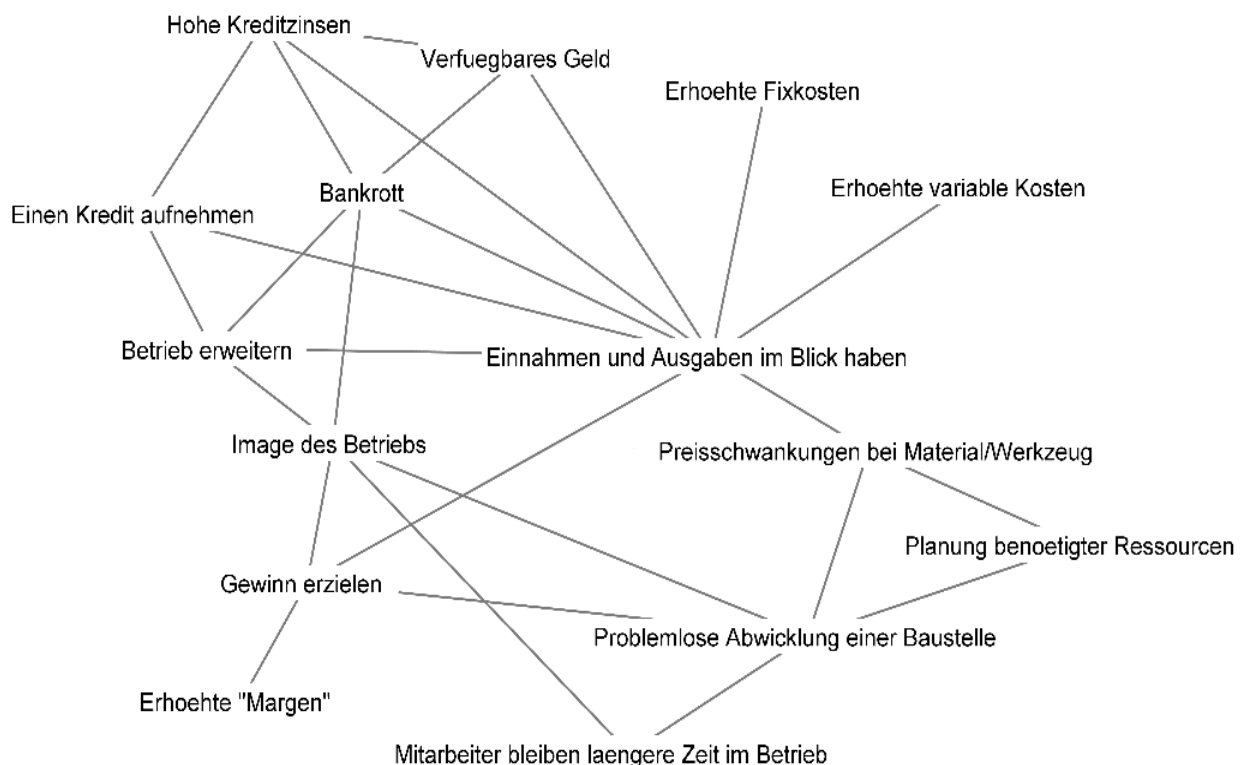 Hohe Kreditzinsen
Verfuegbares Geld
Erhoehte Fixkosten
Bankrott
Erhoehte variable Kosten
Einen Kredit aufnehmen
Betrieb erweitern
Einnahmen und Ausgaben im Blick haben
Image des Betriebs
Preisschwankungen bei Material/Werkzeug
Planung benoetigter Ressourcen
Gewinn erzielen
Problemlose Abwicklung einer Baustelle
Erhoehte "Margen"
Mitarbeiter bleiben laengere Zeit im Betrieb